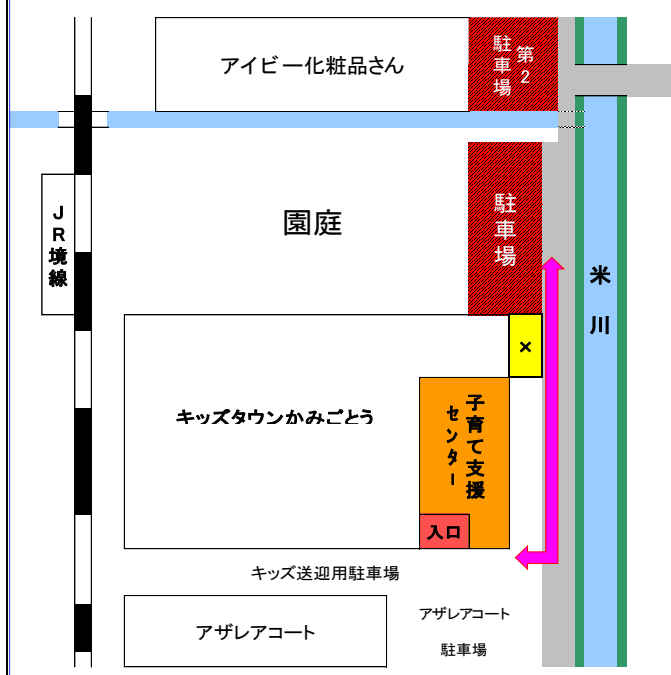 アイビー化粧品さん
第2
駐車場
JR境線
園庭
駐車場
米川
×
キッズタウンかみごとう
子育て支援
センター
入口
キッズ送迎用駐車場
アザレアコート
アザレアコート
駐車場